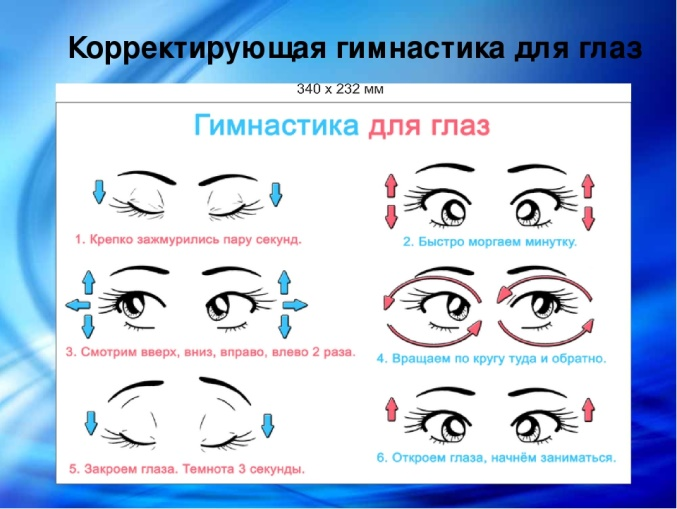 Корректирующая гимнастика для глаз
340 x 232 мм
Гимнастика для глаз
1. Крепко зажмурились пару секунд.
2. Быстро моргаем минутку.
3. Смотрим вверх, вниз, вправо, влево 2 раза.
4. Вращаем по кругу туда и обратно.
5. Закроем глаза. Темнота 3 секунды.
6. Откроем глаза, начнём заниматься.